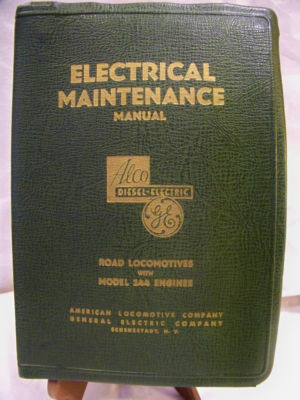 ELECTRICAL
MAINTENANCE
MANUAL
Alco
DIESEL-ELECTRIC
GE
ROAD LOCOMOTIVES
WITH
MODEL 244 ENGINES
AMERICAN LOCOMOTIVE COMPANY
GENERAL ELECTRIC COMPANY
SCHENECTADY, N. Y.